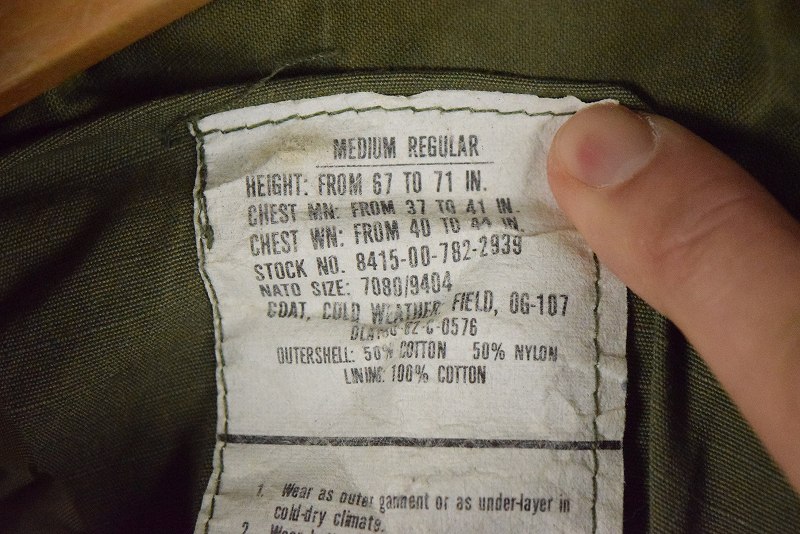 MEDIUM REGULAR
HEIGHT: FROM 67 TO 71 IN.
CHEST MN: FROM 37 TO 41 IN.
CHEST WN: FROM 40 TO 44 IN.
STOCK NO. 8415-00-782-2939
NATO SIZE: 7080/9404
COAT, COLD WEATHER FIELD, OG-107
OUTERSHELL: 50% COTTON 50% NYLON
LINING: 100% COTTON
1. Wear as outer garment or as under-layer in
cold-dry climate.
2. Wear